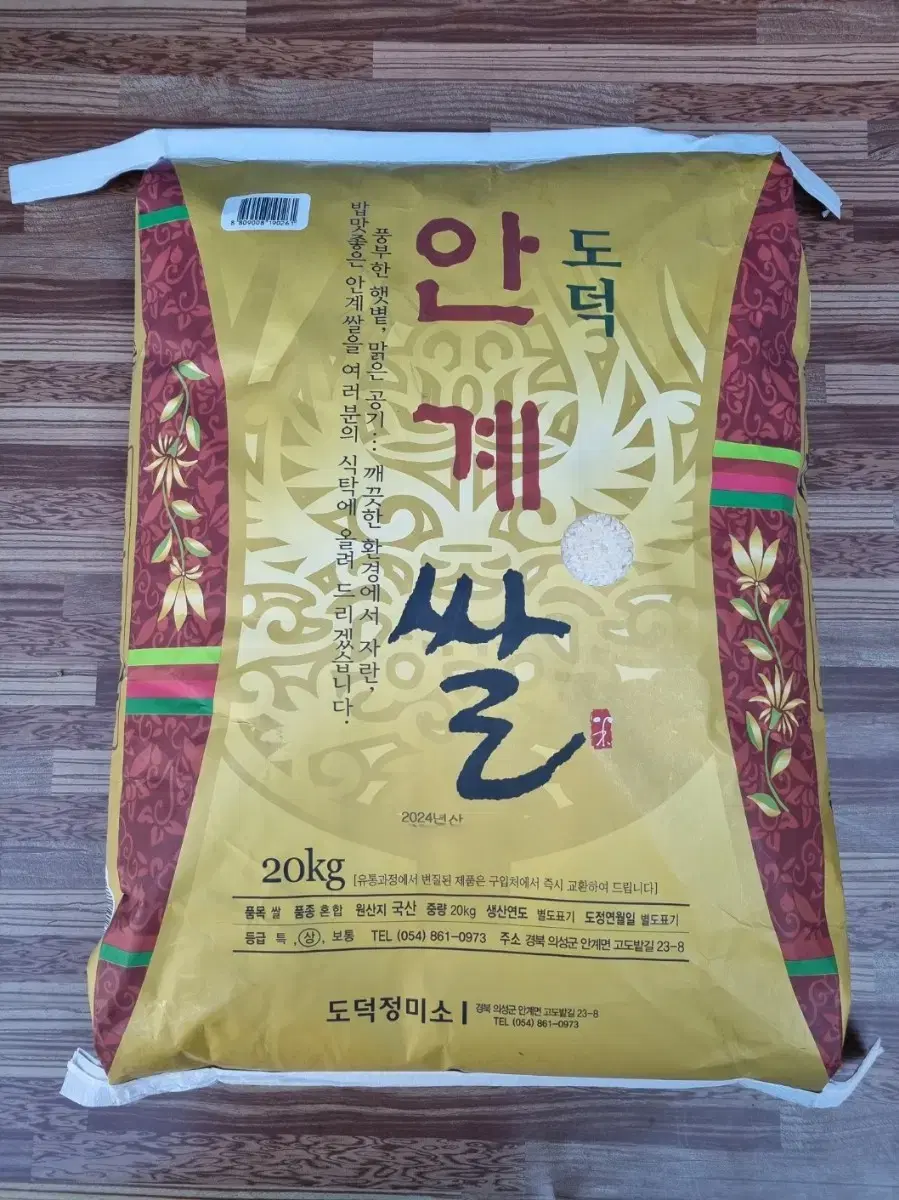 8 809008 190261
도덕
안계
쌀
풍부한 햇볕, 맑은 공기... 깨끗한 환경에서 자란,
밥맛좋은 안계쌀을 여러분의 식탁에 올려 드리겠습니다.
2024년산
20kg [유통과정에서 변질된 제품은 구입처에서 즉시 교환하여 드립니다]
품목 쌀 품종 혼합 원산지 국산 중량 20kg 생산연도 별도표기 도정연월일 별도표기
등급 특, 상, 보통 TEL (054) 861-0973 주소 경북 의성군 안계면 고도밭길 23-8
도덕정미소 경북 의성군 안계면 고도밭길 23-8
TEL (054) 861-0973